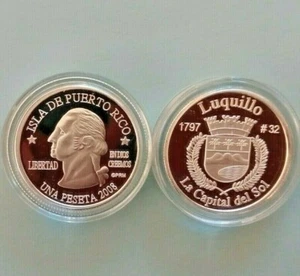 ISLA DE PUERTO RICO
LIBERTAD
UNA PESETA 2008
Luquillo
1797 #32
La Capital del Sol